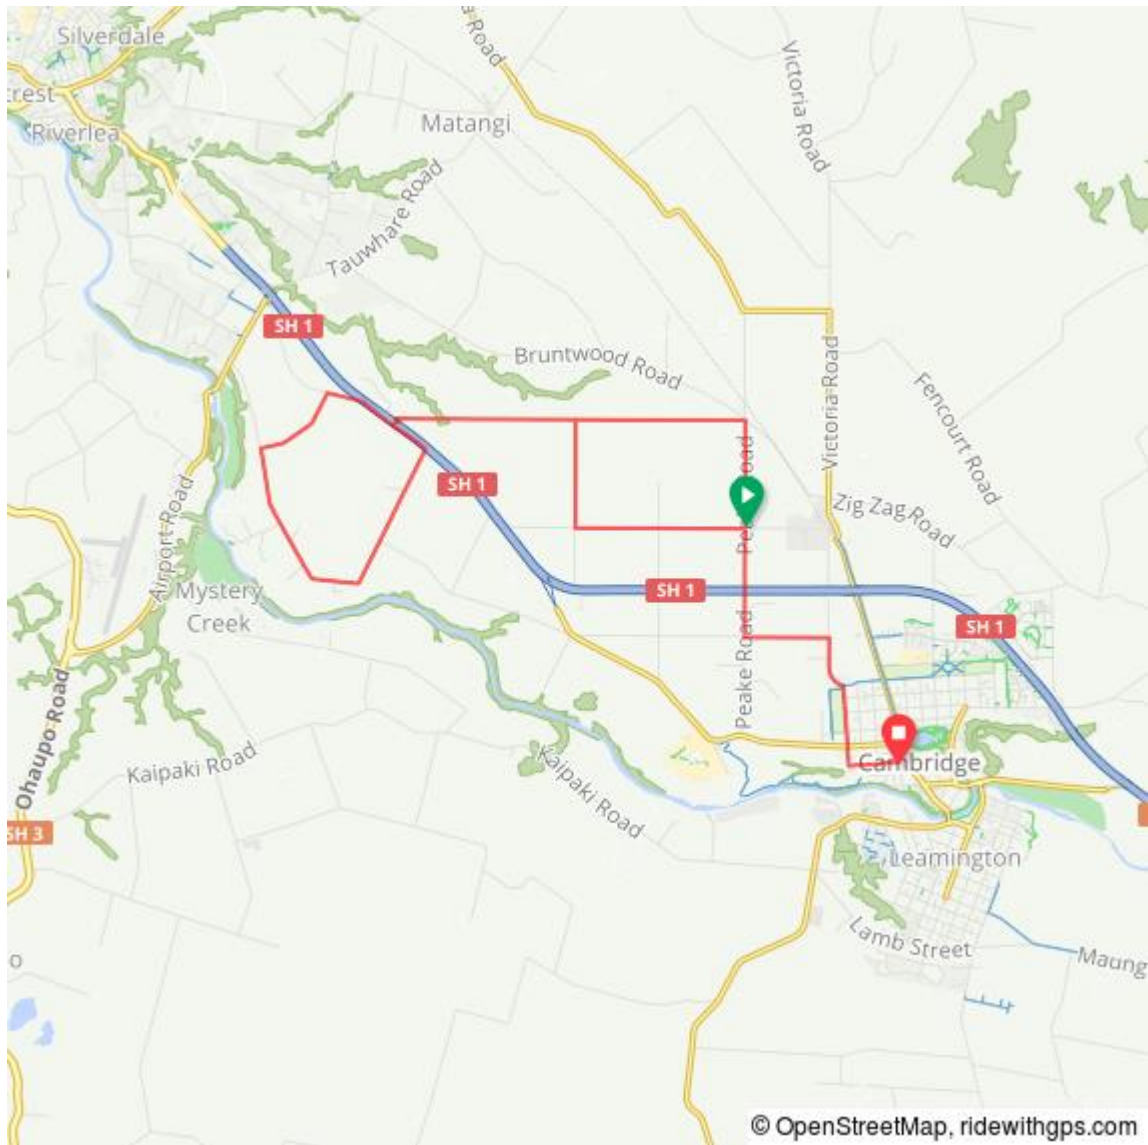 Silverdale
a Road
crest
Riverlea
Matangi
Victoria Road
Tauwhare Road
SH 1
Bruntwood Road
Victoria Road
Fencourt Road
SH 1
Zig Zag Road
Airport Road
Mystery
Creek
SH 1
SH 1
Peake Road
Ohaupo Road
Kaipaki Road
Kaipaki Road
Cambridge
SH 3
Leamington
Lamb Street
Maung
o
© OpenStreetMap, ridewithgps.com